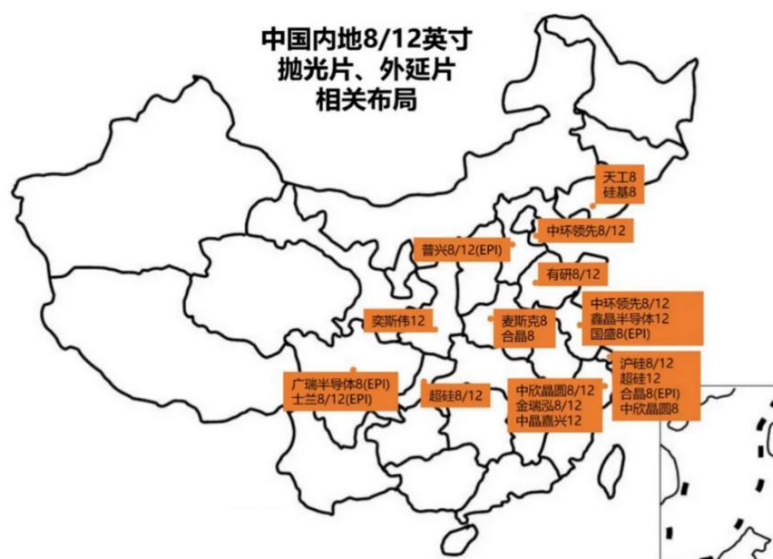 中国内地8/12英寸
抛光片、外延片
相关布局
天工8
硅基8
中环领先8/12
普兴8/12(EPI)
有研8/12
中环领先8/12
鑫晶半导体12
国盛8(EPI)
奕斯伟12
麦斯克8
合晶8
沪硅8/12
超硅12
合晶8(EPI)
中欣晶圆8
广瑞半导体8(EPI)
士兰8/12(EPI)
超硅8/12
中欣晶圆8/12
金瑞泓8/12
中晶嘉兴12